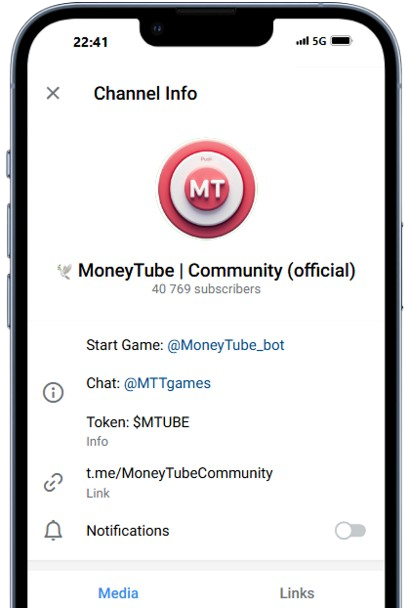 22:41
5G
Channel Info
MT
🕊 MoneyTube | Community (official)
40 769 subscribers
Start Game: @MoneyTube_bot
Chat: @MTTgames
Token: $MTUBE
Info
t.me/MoneyTubeCommunity
Link
Notifications
Media Links